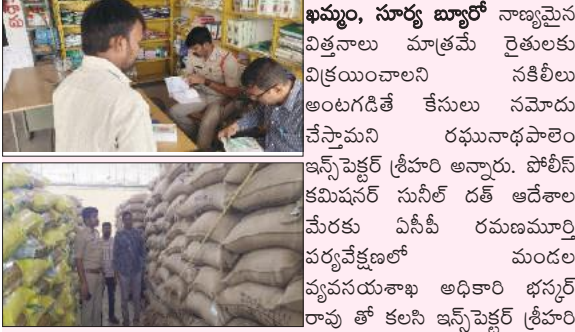 ఖమ్మం, సూర్య బ్యూరో నాణ్యమైన
విత్తనాలు మాత్రమే రైతులకు
విక్రయించాలని నకిలీలు
అంటగడితే కేసులు నమోదు
చేస్తామని రఘునాథపాలెం
ఇన్స్‌పెక్టర్ శ్రీహరి అన్నారు. పోలీస్
కమిషనర్ సునీల్ దత్ ఆదేశాల
మేరకు ఏసీపీ రమణమూర్తి
పర్యవేక్షణలో మండల
వ్యవసయశాఖ అధికారి భస్కర్
రావు తో కలసి ఇన్స్‌పెక్టర్ శ్రీహరి